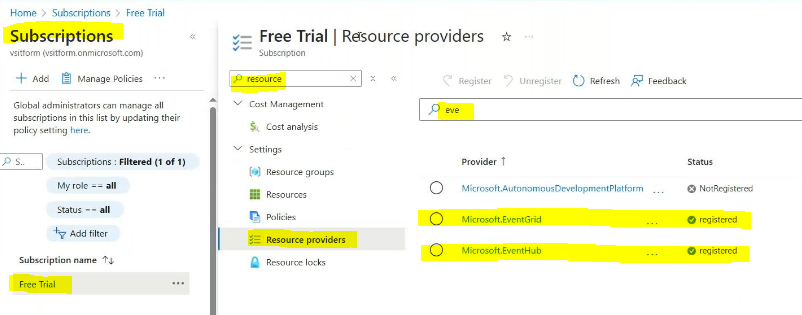 Home > Subscriptions > Free Trial
Subscriptions
vsitform (vsitform.onmicrosoft.com)
+ Add Manage Policies ...
Global administrators can manage all
subscriptions in this list by updating their
policy setting here.
S.. Subscriptions : Filtered (1 of 1)
My role == all
Status == all
Add filter
Subscription name ↑↓
Free Trial ...
Free Trial | Resource providers ☆ ...
Subscription
resource × «
Cost Management
Cost analysis
Settings
Resource groups
Resources
Policies
Resource providers
Resource locks
Register Unregister Refresh Feedback
eve
Provider ↑ Status
Microsoft.AutonomousDevelopmentPlatform ... NotRegistered
Microsoft.EventGrid ... registered
Microsoft.EventHub ... registered